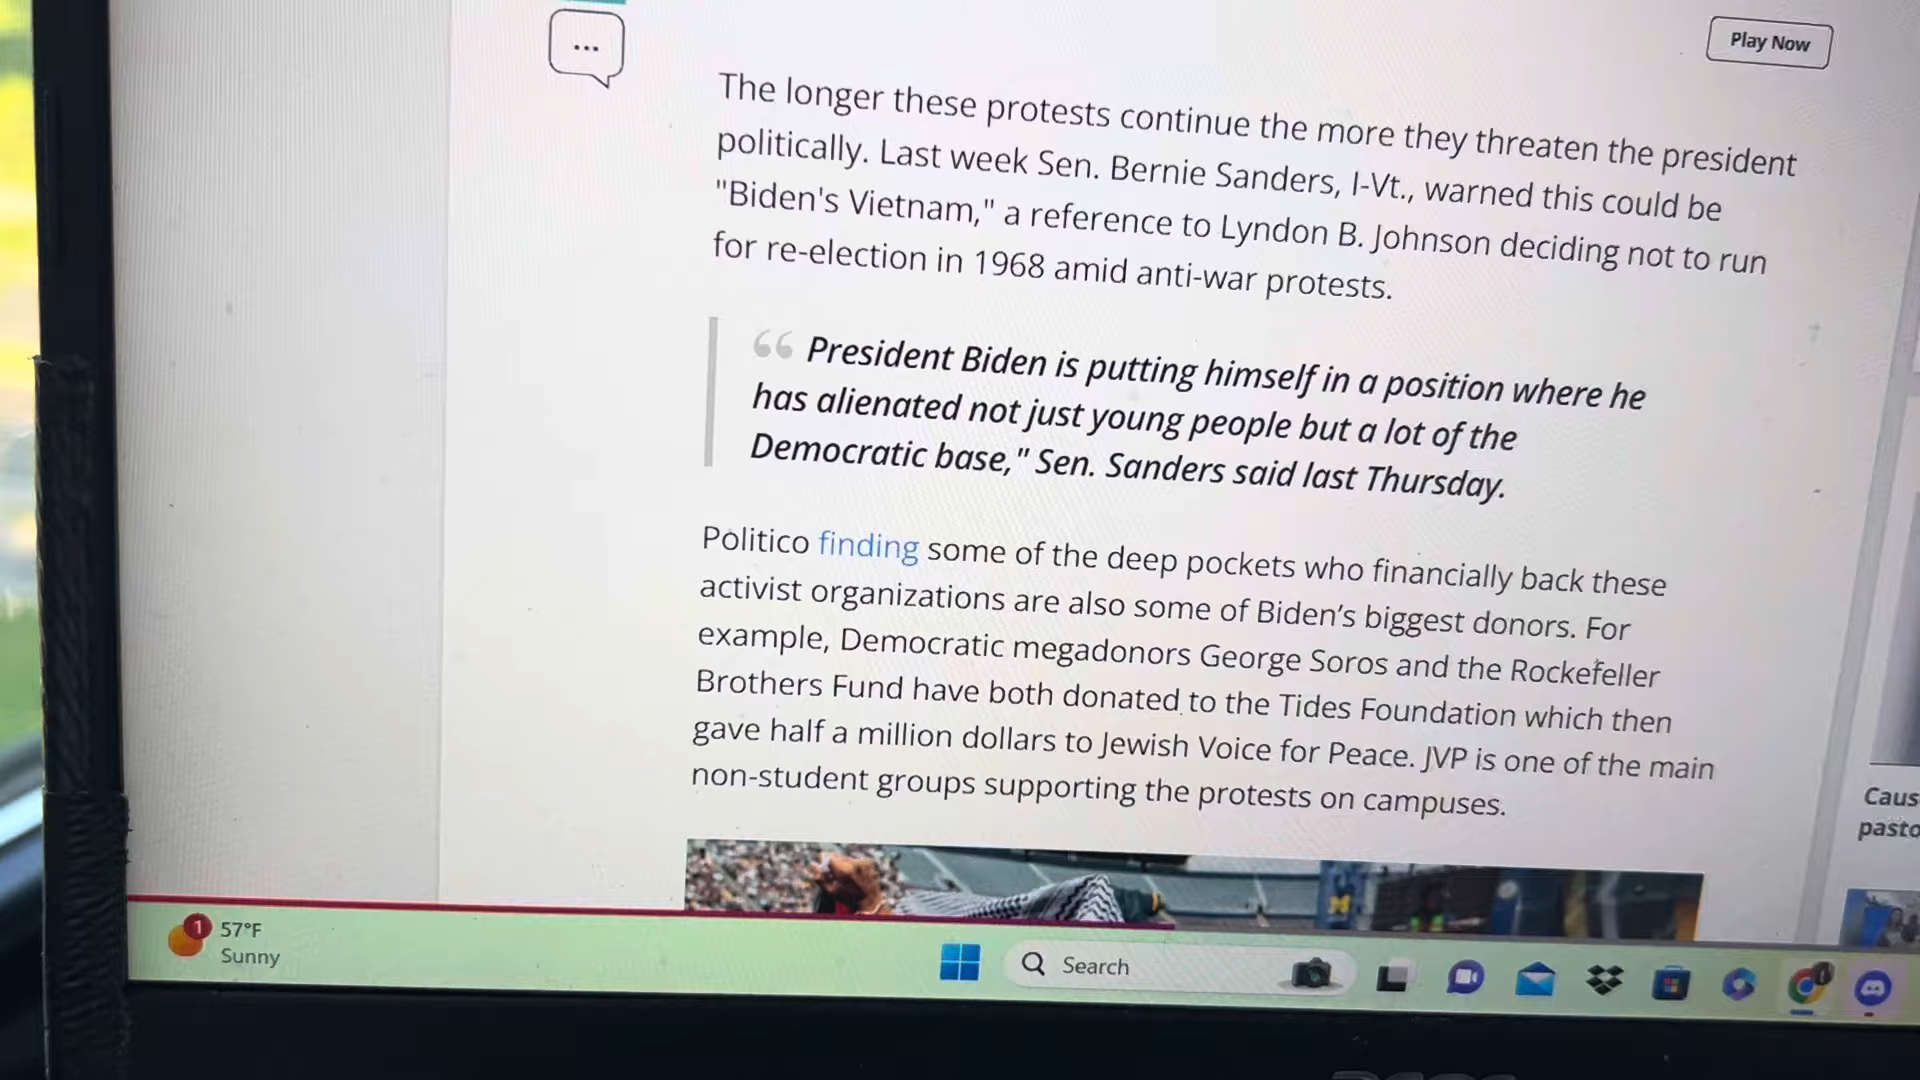 ...
Play Now
The longer these protests continue the more they threaten the president
politically. Last week Sen. Bernie Sanders, I-Vt., warned this could be
"Biden's Vietnam," a reference to Lyndon B. Johnson deciding not to run
for re-election in 1968 amid anti-war protests.
“ President Biden is putting himself in a position where he
has alienated not just young people but a lot of the
Democratic base," Sen. Sanders said last Thursday.
Politico finding some of the deep pockets who financially back these
activist organizations are also some of Biden’s biggest donors. For
example, Democratic megadonors George Soros and the Rockefeller
Brothers Fund have both donated to the Tides Foundation which then
gave half a million dollars to Jewish Voice for Peace. JVP is one of the main
non-student groups supporting the protests on campuses.
Caus
pasto
M
1
57°F
Sunny
Search